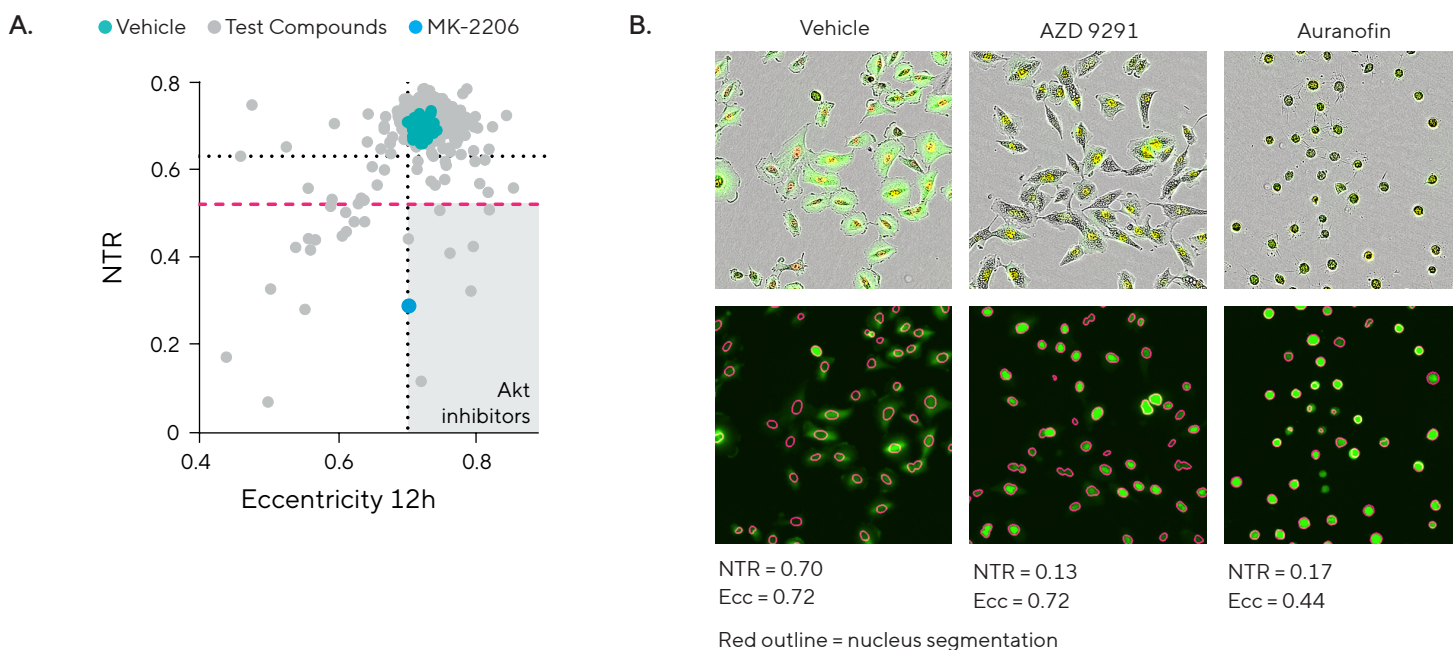 A.
Vehicle Test Compounds MK-2206
NTR
0.8
0.6
0.4
0.2
0
0.4 0.6 0.8
Eccentricity 12h
Akt
inhibitors
B.
Vehicle AZD 9291 Auranofin
NTR = 0.70
Ecc = 0.72
NTR = 0.13
Ecc = 0.72
NTR = 0.17
Ecc = 0.44
Red outline = nucleus segmentation